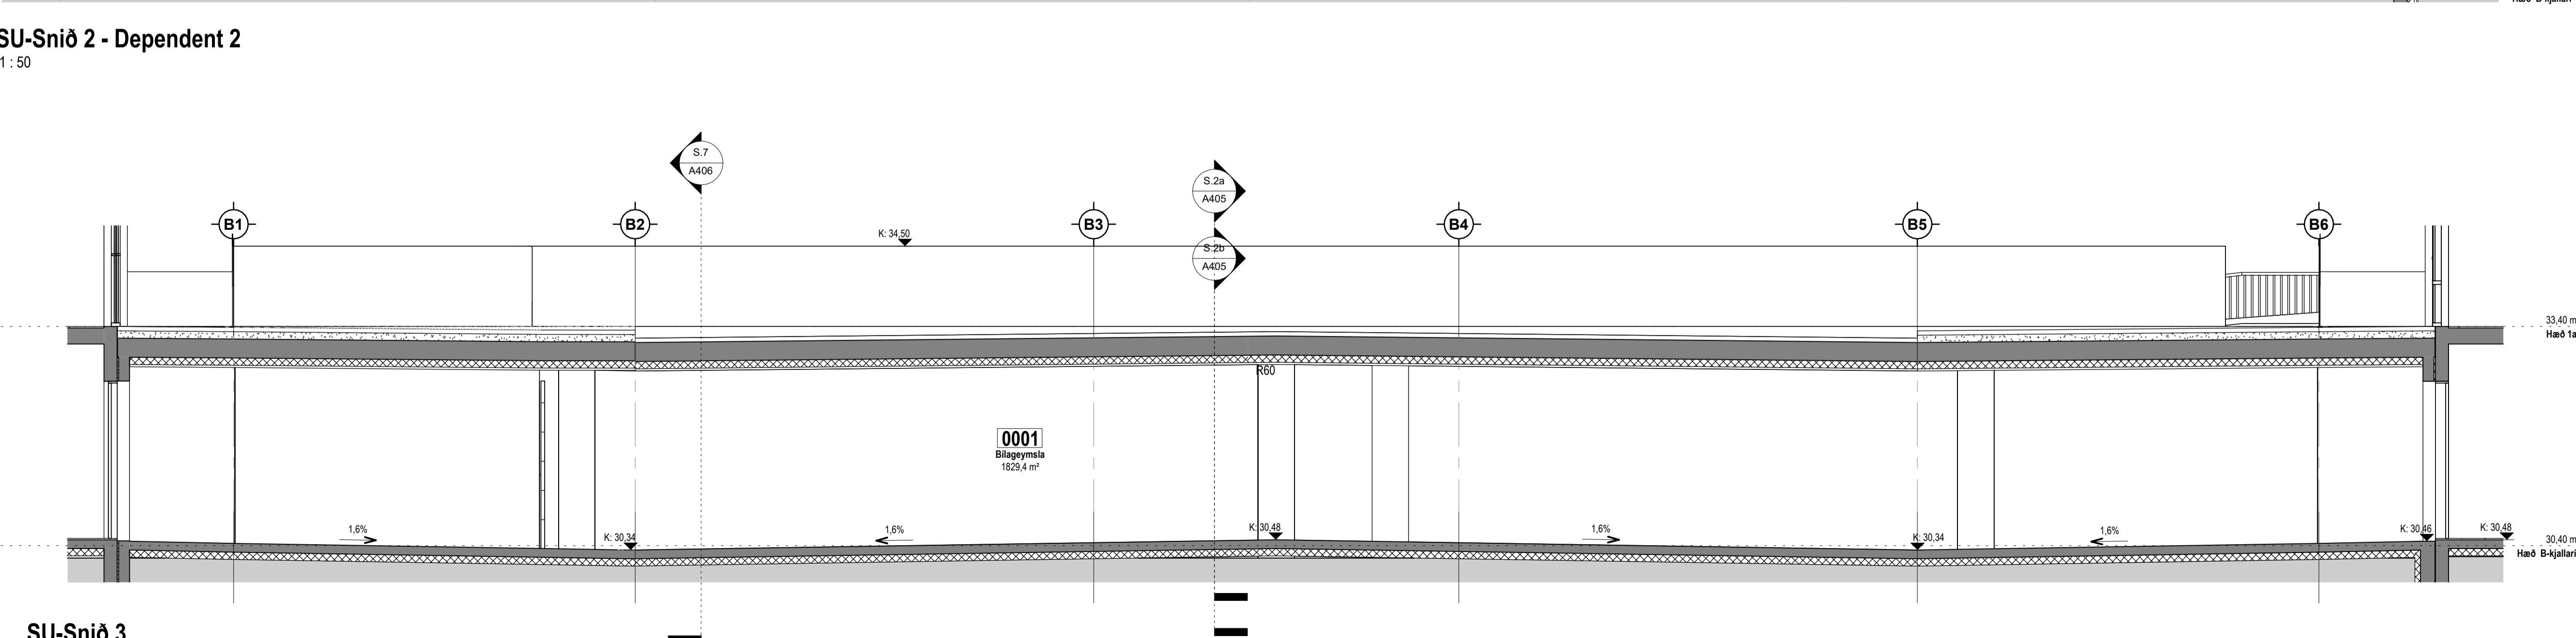 SU-Snið 2 - Dependent 2
1 : 50
S.7
A406
S.2a
A405
B1
B2
B3
B4
B5
B6
K: 34,50
S.2b
A405
33,40 m
Hæð 1a
R60
0001
Bílageymsla
1829,4 m²
1,6%
K: 30,34
1,6%
K: 30,48
1,6%
K: 30,34
1,6%
K: 30,46
K: 30,48
30,40 m
Hæð B-kjallari
SU-Snið 3